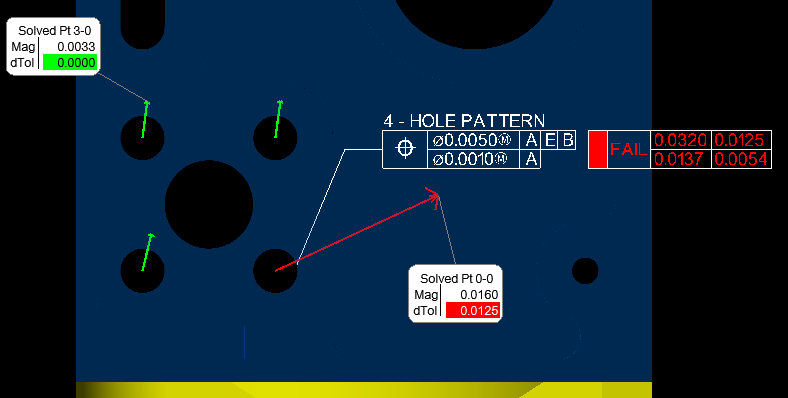 Solved Pt 3-0
Mag 0.0033
dTol 0.0000
4 - HOLE PATTERN
⌖ ⌀0.0050Ⓜ A E B
⌀0.0010Ⓜ A
FAIL
0.0320 0.0125
0.0137 0.0054
Solved Pt 0-0
Mag 0.0160
dTol 0.0125